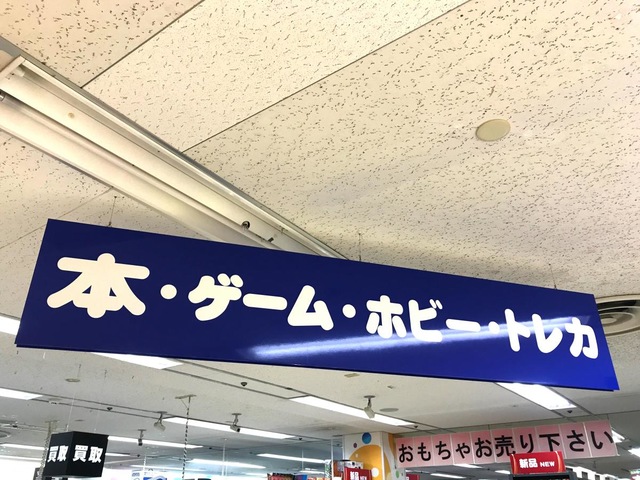 本・ゲーム・ホビー・トレカ
おもちゃお売り下さい
買取 買取
新品 NEW